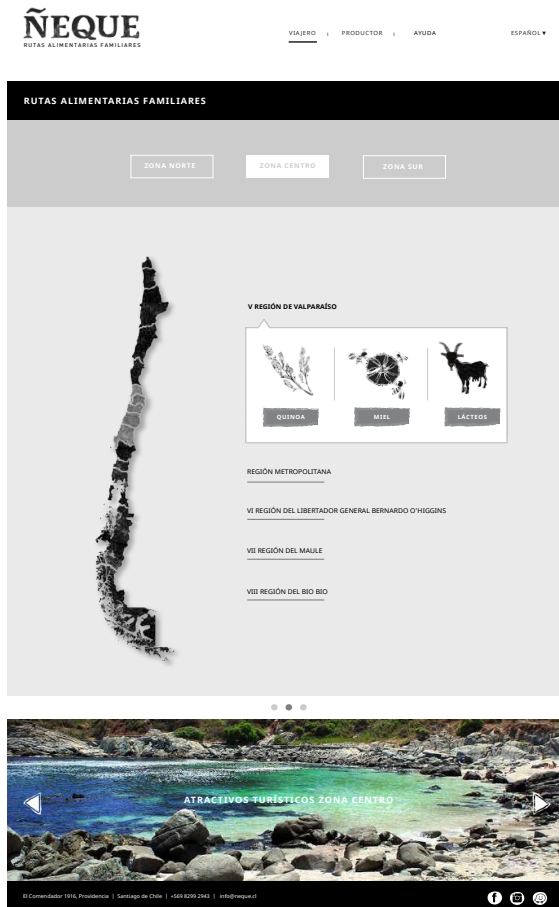 ÑEQUE
RUTAS ALIMENTARIAS FAMILIARES
VIAJERO
PRODUCTOR
AYUDA
ESPAÑOL ▾
RUTAS ALIMENTARIAS FAMILIARES
ZONA NORTE
ZONA CENTRO
ZONA SUR
V REGIÓN DE VALPARAÍSO
QUINOA
MIEL
LÁCTEOS
REGIÓN METROPOLITANA
VI REGIÓN DEL LIBERTADOR GENERAL BERNARDO O'HIGGINS
VII REGIÓN DEL MAULE
VIII REGIÓN DEL BIO BIO
ATRACTIVOS TURÍSTICOS ZONA CENTRO
El Comendador 1916, Providencia | Santiago de Chile | +569 8299 2943 | info@neque.cl